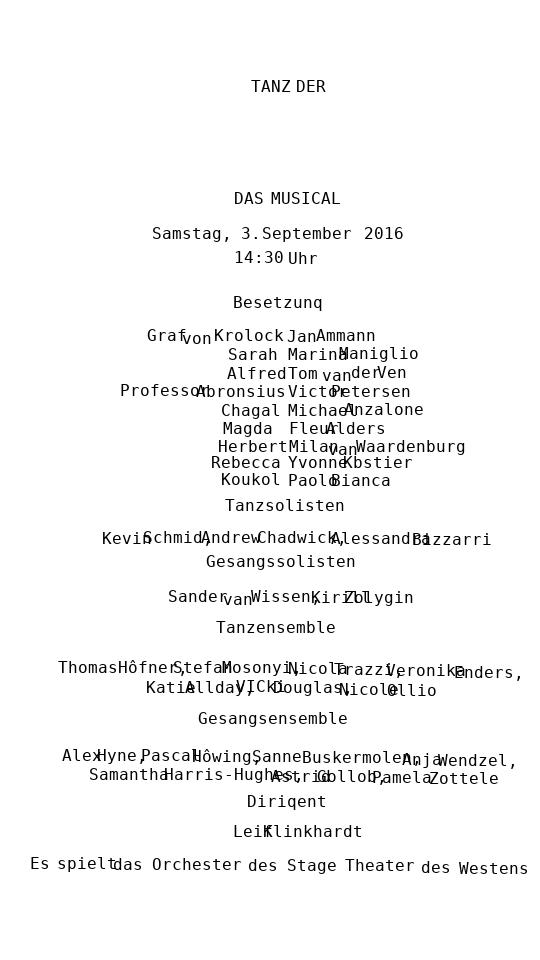 TANZ DER
DAS MUSICAL
Samstag, 3. September 2016
14:30 Uhr
Besetzunq
Graf von Krolock Jan Ammann
Sarah Marina Maniglio
Alfred Tom van der Ven
Professor Abronsius Victor Petersen
Chagal Michael Anzalone
Magda Fleur Alders
Herbert Milan van Waardenburg
Rebecca Yvonne Kbstier
Koukol Paolo Bianca
Tanzsolisten
Kevin Schmid, Andrew Chadwick, Alessandra Bizzarri
Gesangssolisten
Sander van Wissen, Kirill Zolygin
Tanzensemble
Thomas Hôfner, Stefan Mosonyi, Nicola Trazzi, Veronika Enders,
Katie Allday, VICki Douglas, Nicole Ollio
Gesangsensemble
Alex Hyne, Pascal Hôwing, Sanne Buskermolen, Anja Wendzel,
Samantha Harris-Hughes, Astrid Gollob, Pamela Zottele
Diriqent
Leif Klinkhardt
Es spielt das Orchester des Stage Theater des Westens